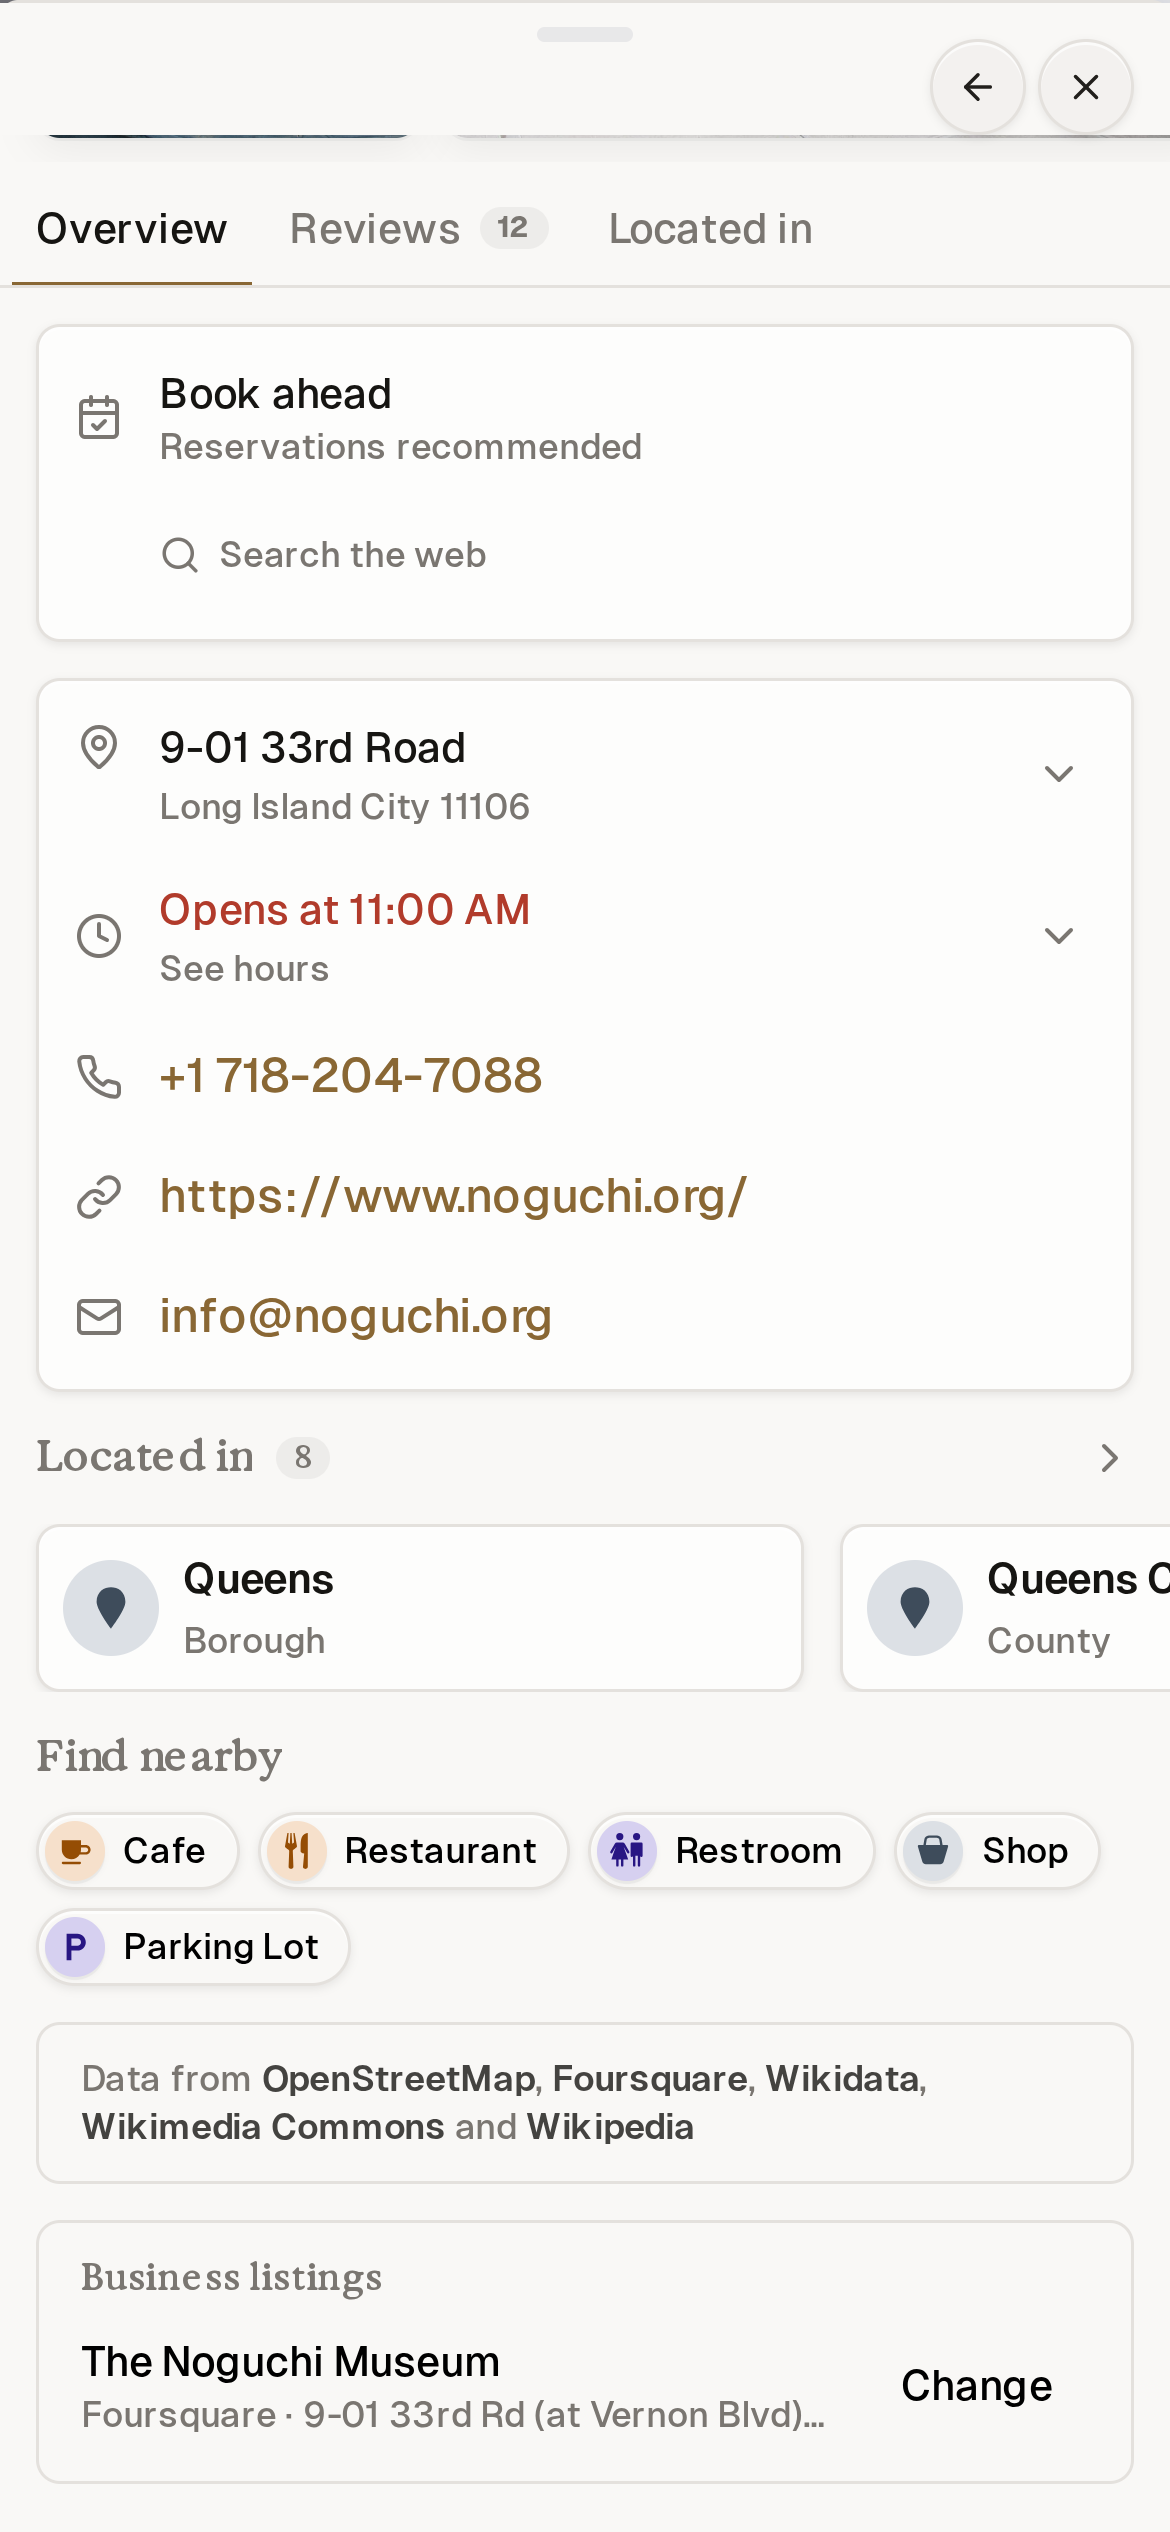 Overview
Reviews 12
Located in
Book ahead
Reservations recommended
Search the web
9-01 33rd Road
Long Island City 11106
Opens at 11:00 AM
See hours
+1 718-204-7088
https://www.noguchi.org/
info@noguchi.org
Located in 8
Queens
Borough
Queens C
County
Find nearby
Cafe
Restaurant
Restroom
Shop
P Parking Lot
Data from OpenStreetMap, Foursquare, Wikidata,
Wikimedia Commons and Wikipedia
Business listings
The Noguchi Museum
Foursquare · 9-01 33rd Rd (at Vernon Blvd)...
Change